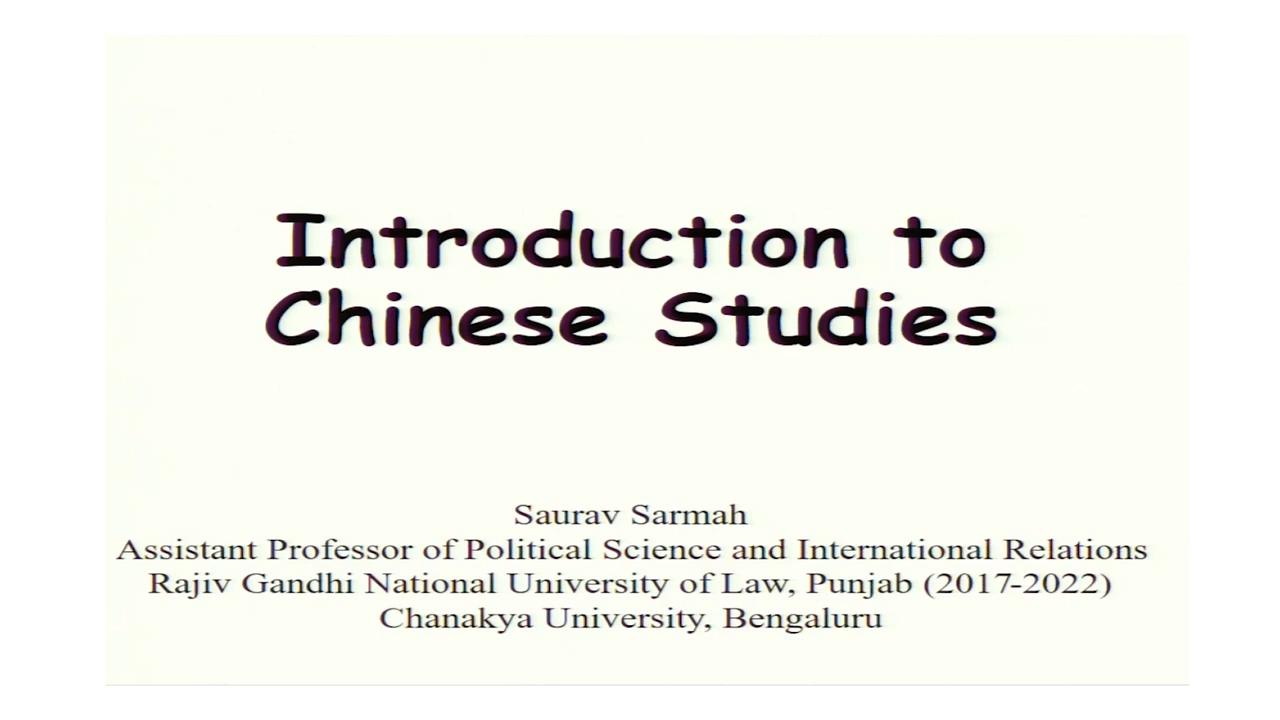 Introduction to
Chinese Studies
Saurav Sarmah
Assistant Professor of Political Science and International Relations
Rajiv Gandhi National University of Law, Punjab (2017-2022)
Chanakya University, Bengaluru